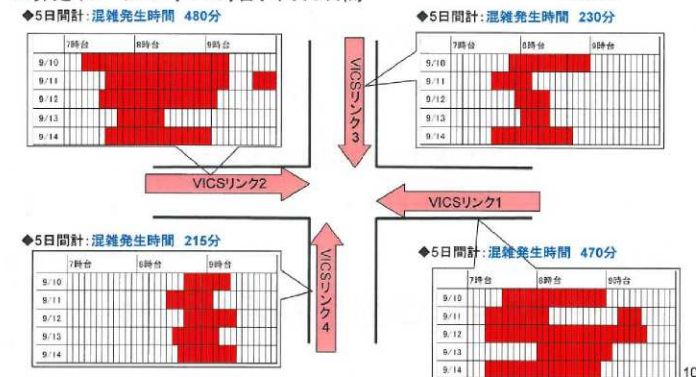 ◆5日間計:混雑発生時間 480分
7時台 8時台 9時台
9/10
9/11
9/12
9/13
9/14
◆5日間計:混雑発生時間 230分
7時台 8時台 9時台
9/10
9/11
9/12
9/13
9/14
VICSリンク3
VICSリンク2
VICSリンク1
VICSリンク4
◆5日間計:混雑発生時間 215分
7時台 8時台 9時台
9/10
9/11
9/12
9/13
9/14
◆5日間計:混雑発生時間 470分
7時台 8時台 9時台
9/10
9/11
9/12
9/13
9/14
10